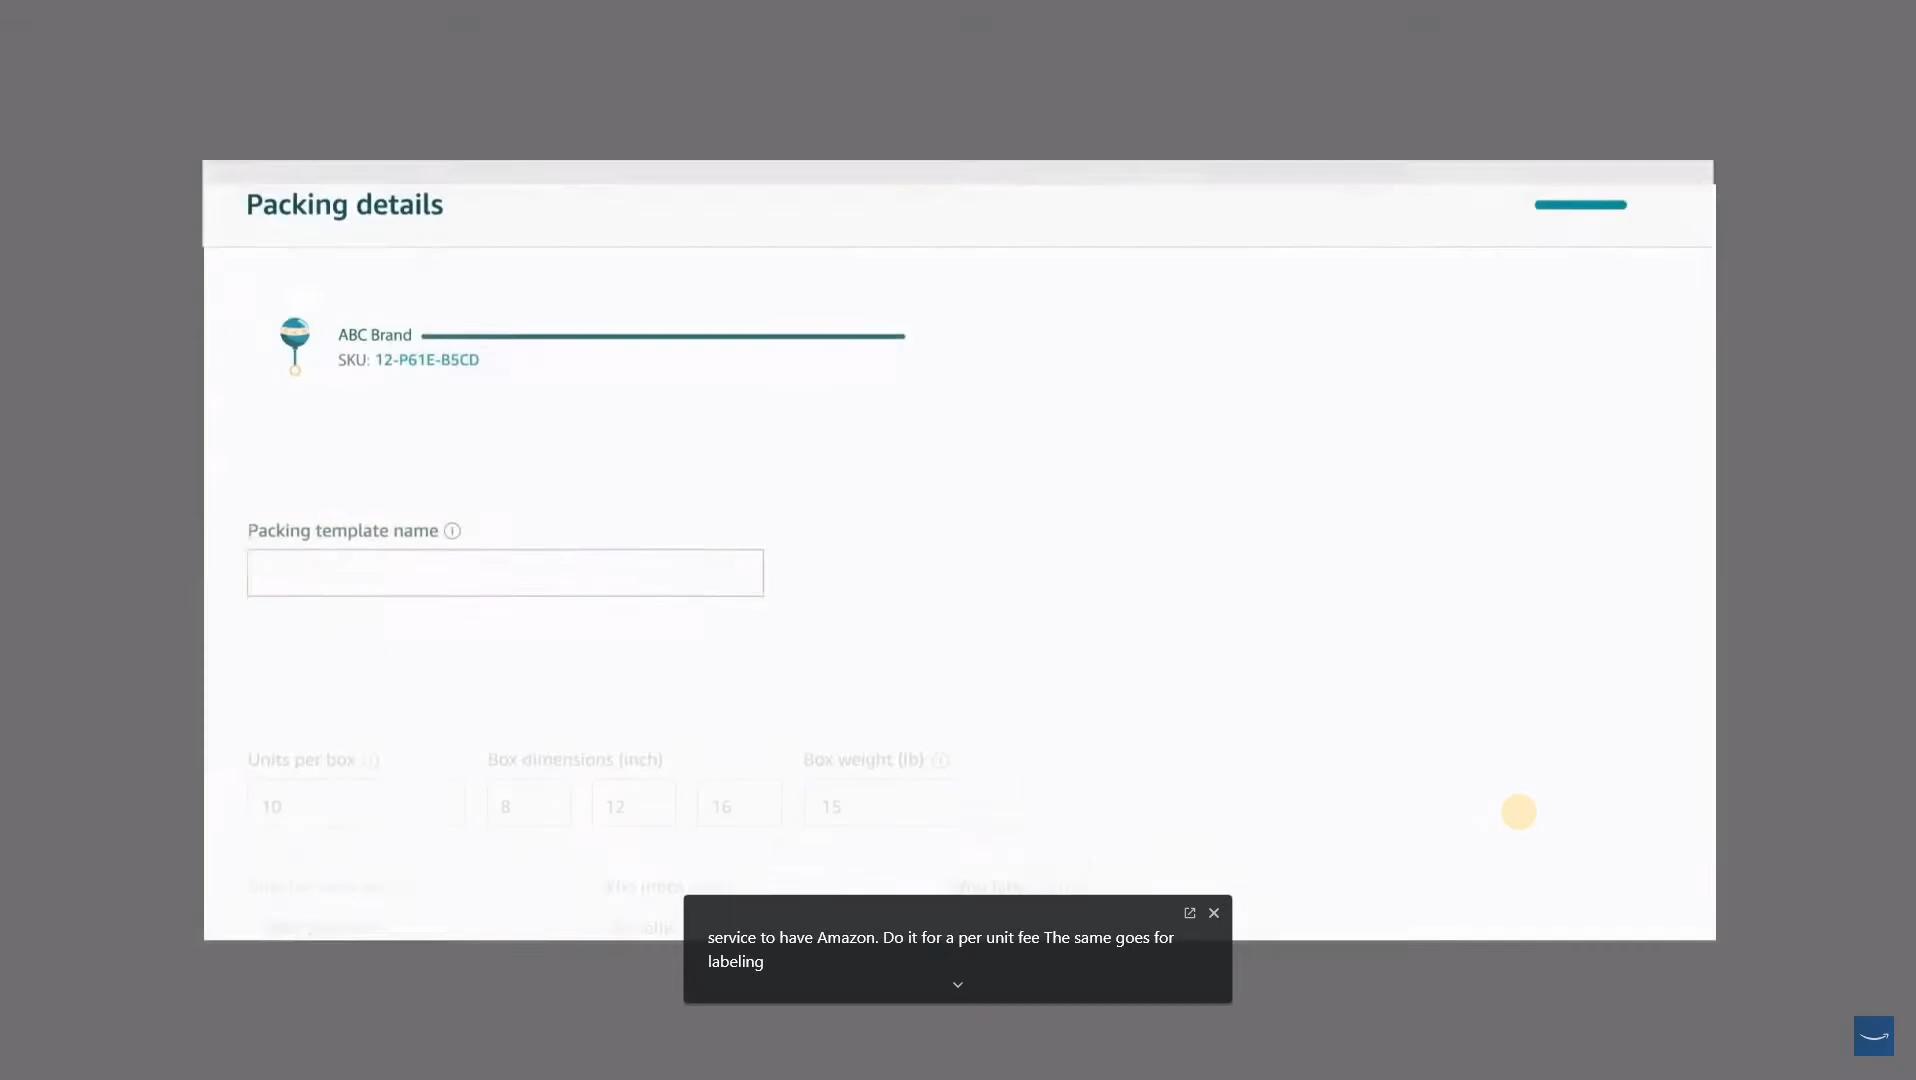 Packing details
ABC Brand
SKU: 12-P61E-B5CD
Packing template name
Units per box
Box dimensions (inch)
Box weight (lb)
10
8
12
16
15
service to have Amazon. Do it for a per unit fee The same goes for
labeling